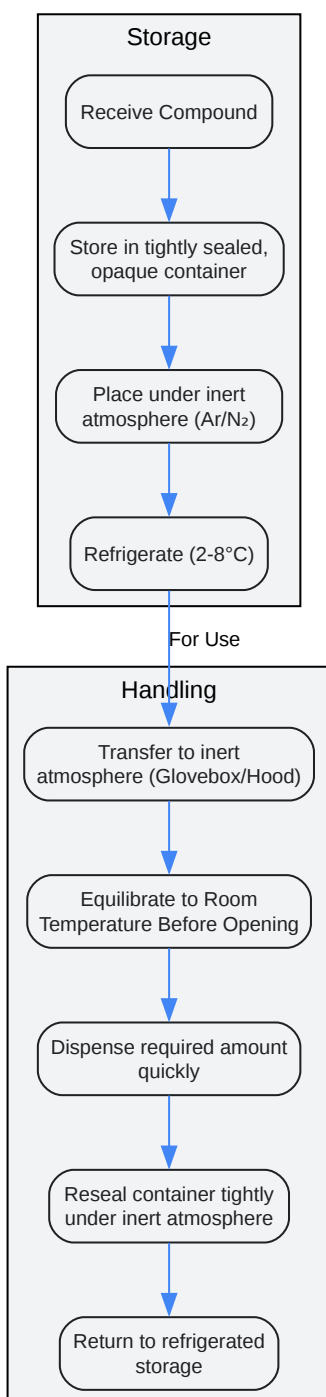 Storage
Receive Compound
Store in tightly sealed,
opaque container
Place under inert
atmosphere (Ar/N₂)
Refrigerate (2-8°C)
For Use
Handling
Transfer to inert
atmosphere (Glovebox/Hood)
Equilibrate to Room
Temperature Before Opening
Dispense required amount
quickly
Reseal container tightly
under inert atmosphere
Return to refrigerated
storage